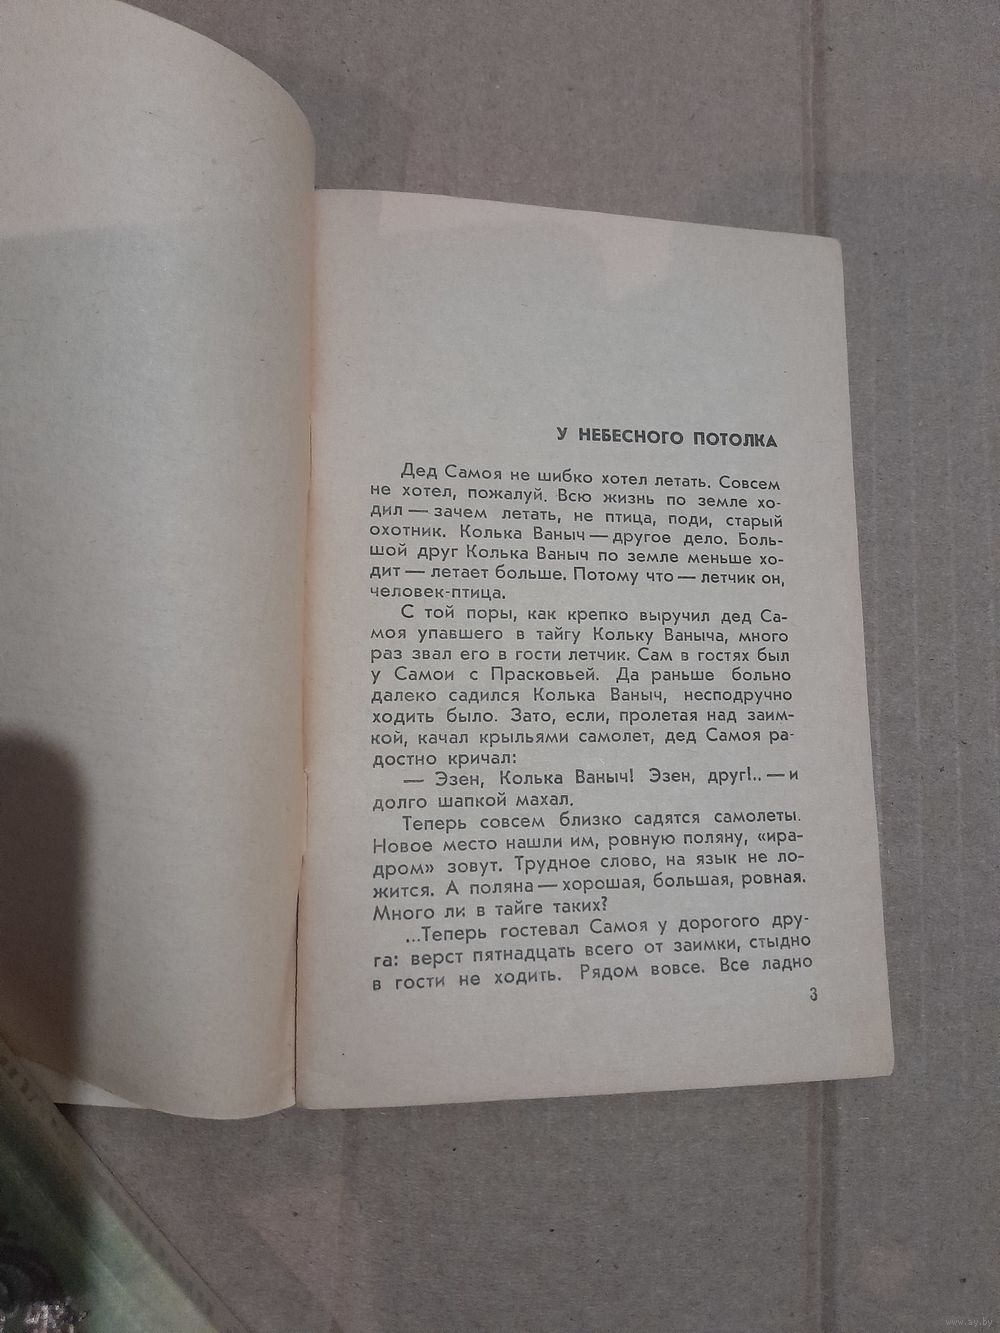 У НЕБЕСНОГО ПОТОЛКА
Дед Самоя не шибко хотел летать. Совсем
не хотел, пожалуй. Всю жизнь по земле хо-
дил — зачем летать, не птица, поди, старый
охотник. Колька Ваныч — другое дело. Боль-
шой друг Колька Ваныч по земле меньше хо-
дит — летает больше. Потому что — летчик он,
человек-птица.
С той поры, как крепко выручил дед Са-
моя упавшего в тайгу Кольку Ваныча, много
раз звал его в гости летчик. Сам в гостях был
у Самои с Прасковьей. Да раньше больно
далеко садился Колька Ваныч, несподручно
ходить было. Зато, если, пролетая над заим-
кой, качал крыльями самолет, дед Самоя ра-
достно кричал:
— Эзен, Колька Ваныч! Эзен, друг!.. — и
долго шапкой махал.
Теперь совсем близко садятся самолеты.
Новое место нашли им, ровную поляну, «ира-
дром» зовут. Трудное слово, на язык не ло-
жится. А поляна — хорошая, большая, ровная.
Много ли в тайге таких?
...Теперь гостевал Самоя у дорогого дру-
га: верст пятнадцать всего от заимки, стыдно
в гости не ходить. Рядом вовсе. Все ладно
3
www.ay.by